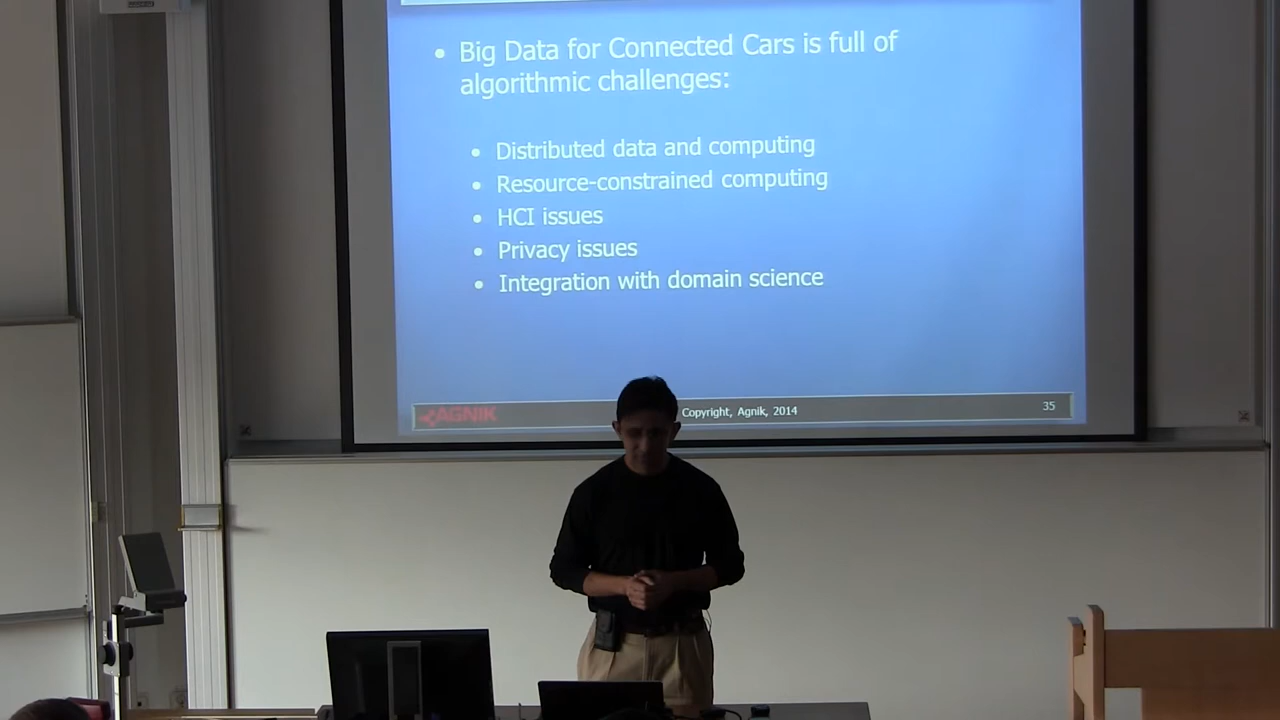 • Big Data for Connected Cars is full of
algorithmic challenges:
• Distributed data and computing
• Resource-constrained computing
• HCI issues
• Privacy issues
• Integration with domain science
AGNIK Copyright, Agnik, 2014 35